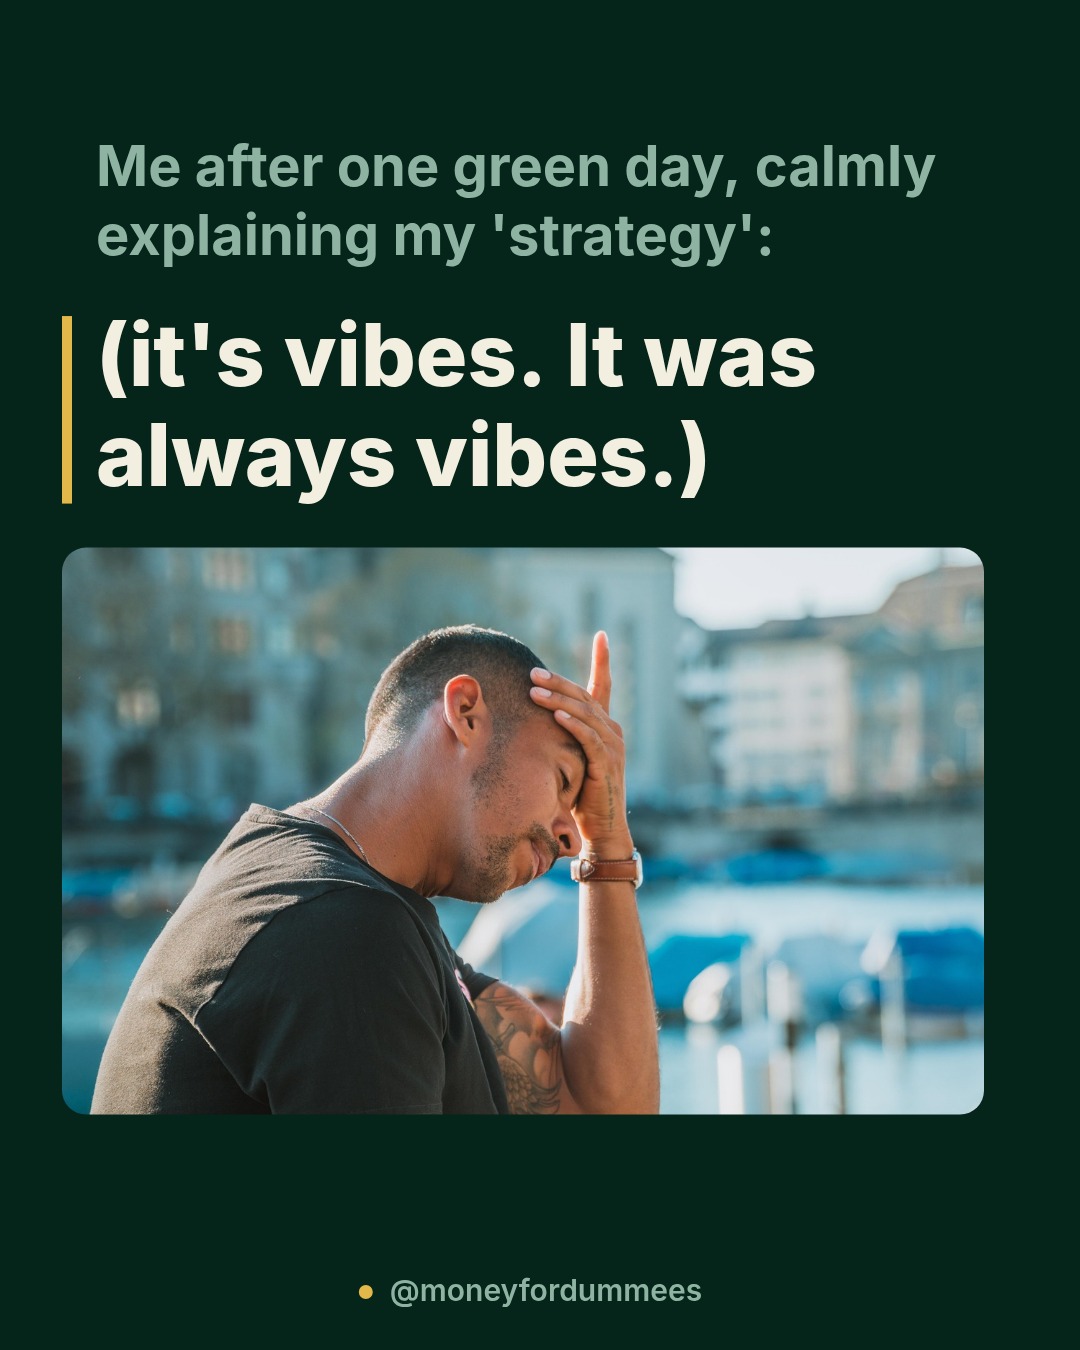 Me after one green day, calmly
explaining my 'strategy':
(it's vibes. It was
always vibes.)
@moneyfordummees